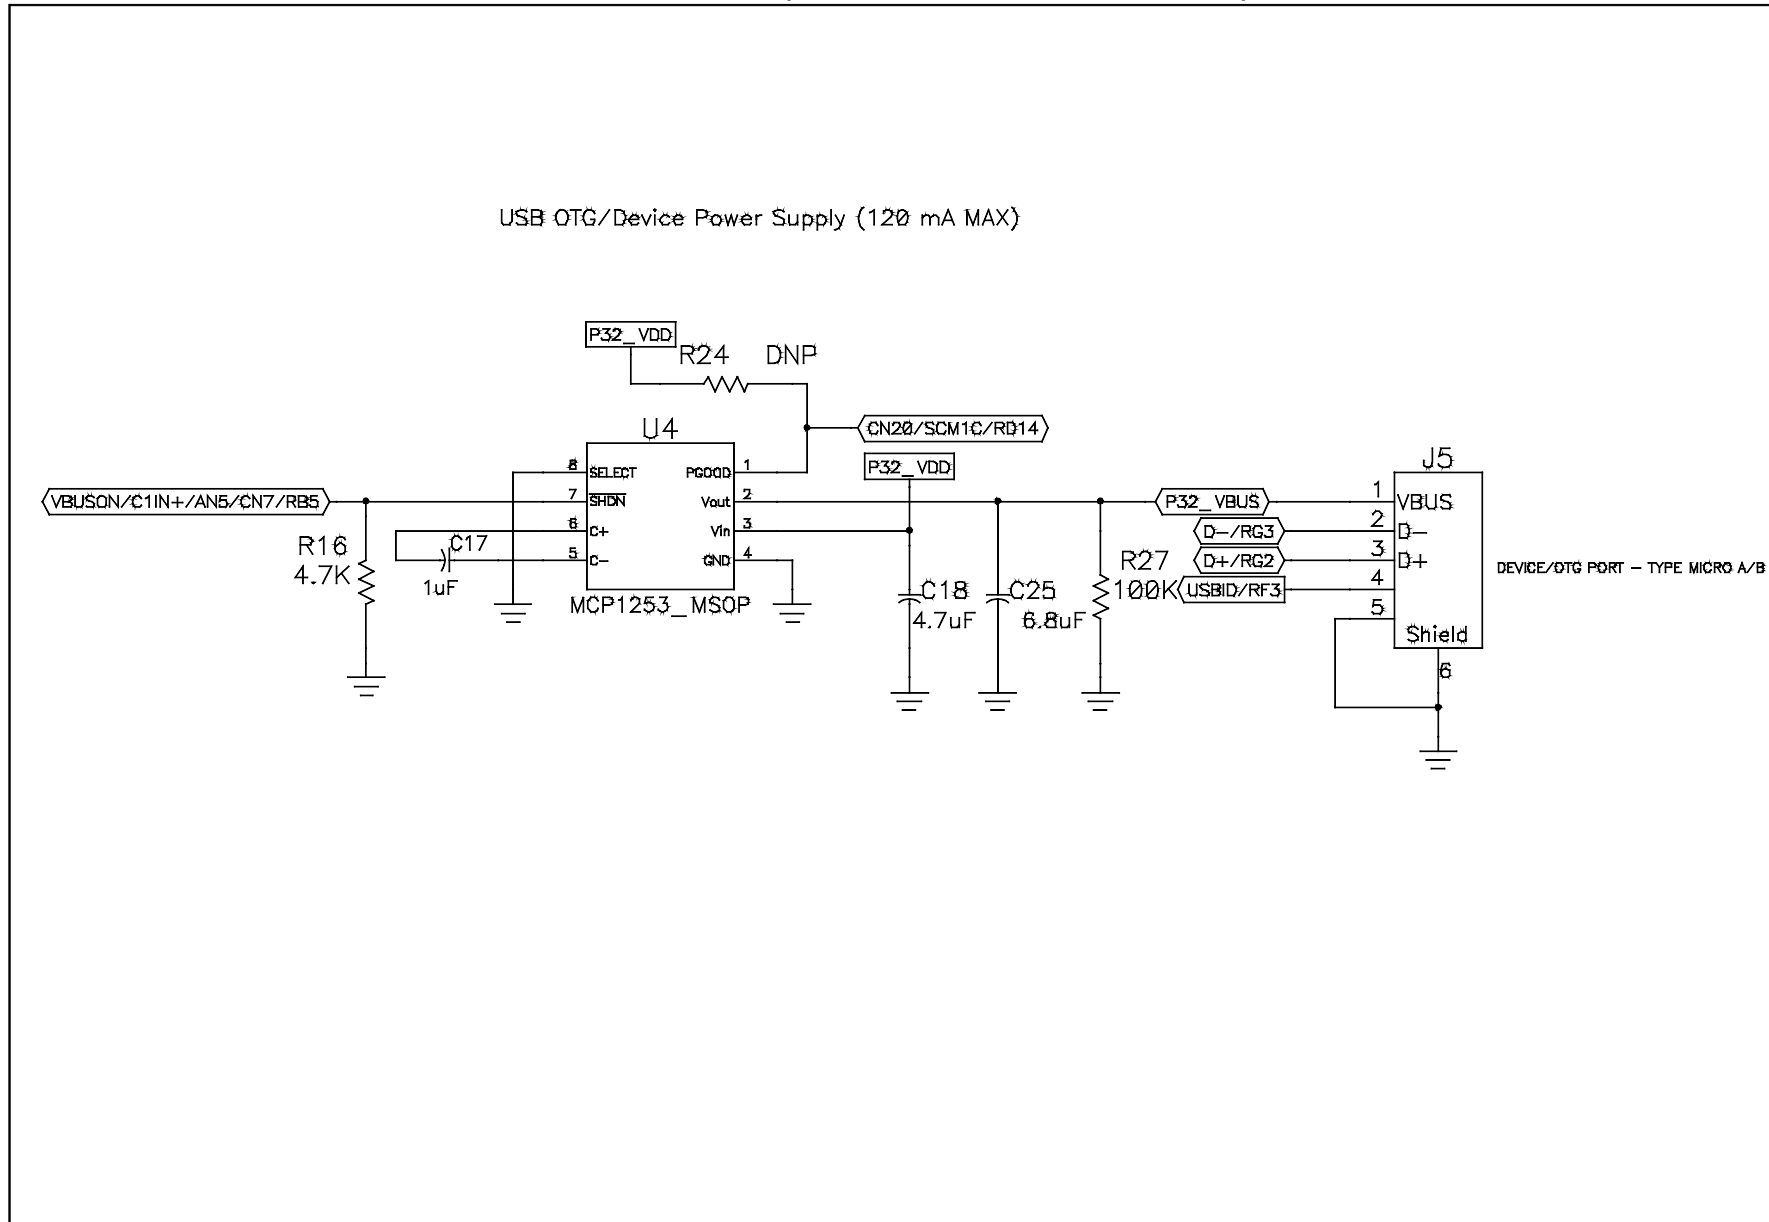 USB OTG/Device Power Supply (120 mA MAX)
P32_VDD
R24 DNP
CN20/SCM1C/RD14
U4
P32_VDD
J5
8 SELECT PGOOD 1
VBUSON/C1IN+/AN5/CN7/RB5
7 SHDN Vout 2
P32_VBUS
1 VBUS
6 C+ Vin 3
D-/RG3
2 D-
C17
1uF
5 C- GND 4
D+/RG2
3 D+
R16
4.7K
R27
100K
DEVICE/OTG PORT - TYPE MICRO A/B
MCP1253_MSOP
C18
4.7uF
C25
6.8uF
USBID/RF3
4
5
Shield
6